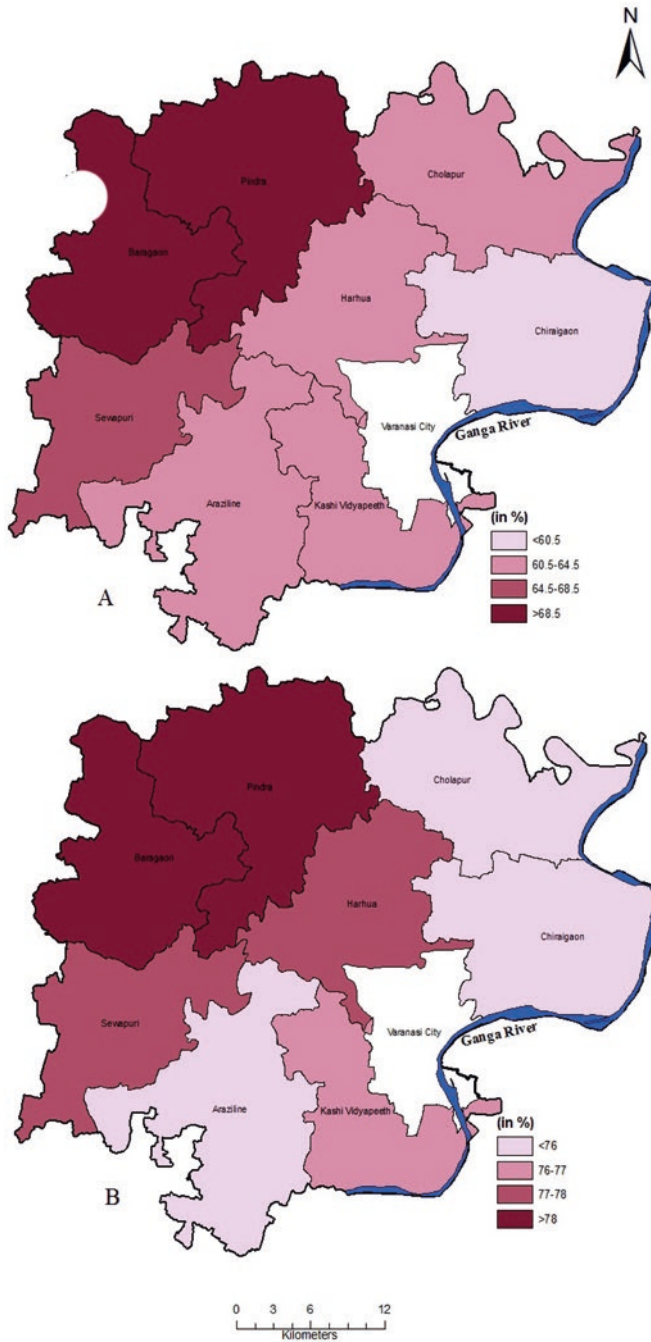 N
Pindra
Cholapur
Baragaon
Harhua
Chiraigaon
Sewapuri
Varanasi City
Ganga River
Araziline
Kashi Vidyapeeth
(in %)
<60.5
60.5-64.5
64.5-68.5
>68.5
A
Cholapur
Pindra
Baragaon
Harhua
Chiraigaon
Sewapuri
Varanasi City
Ganga River
Araziline
Kashi Vidyapeeth
(in %)
<76
76-77
77-78
>78
B
0 3 6 12
Kilometers